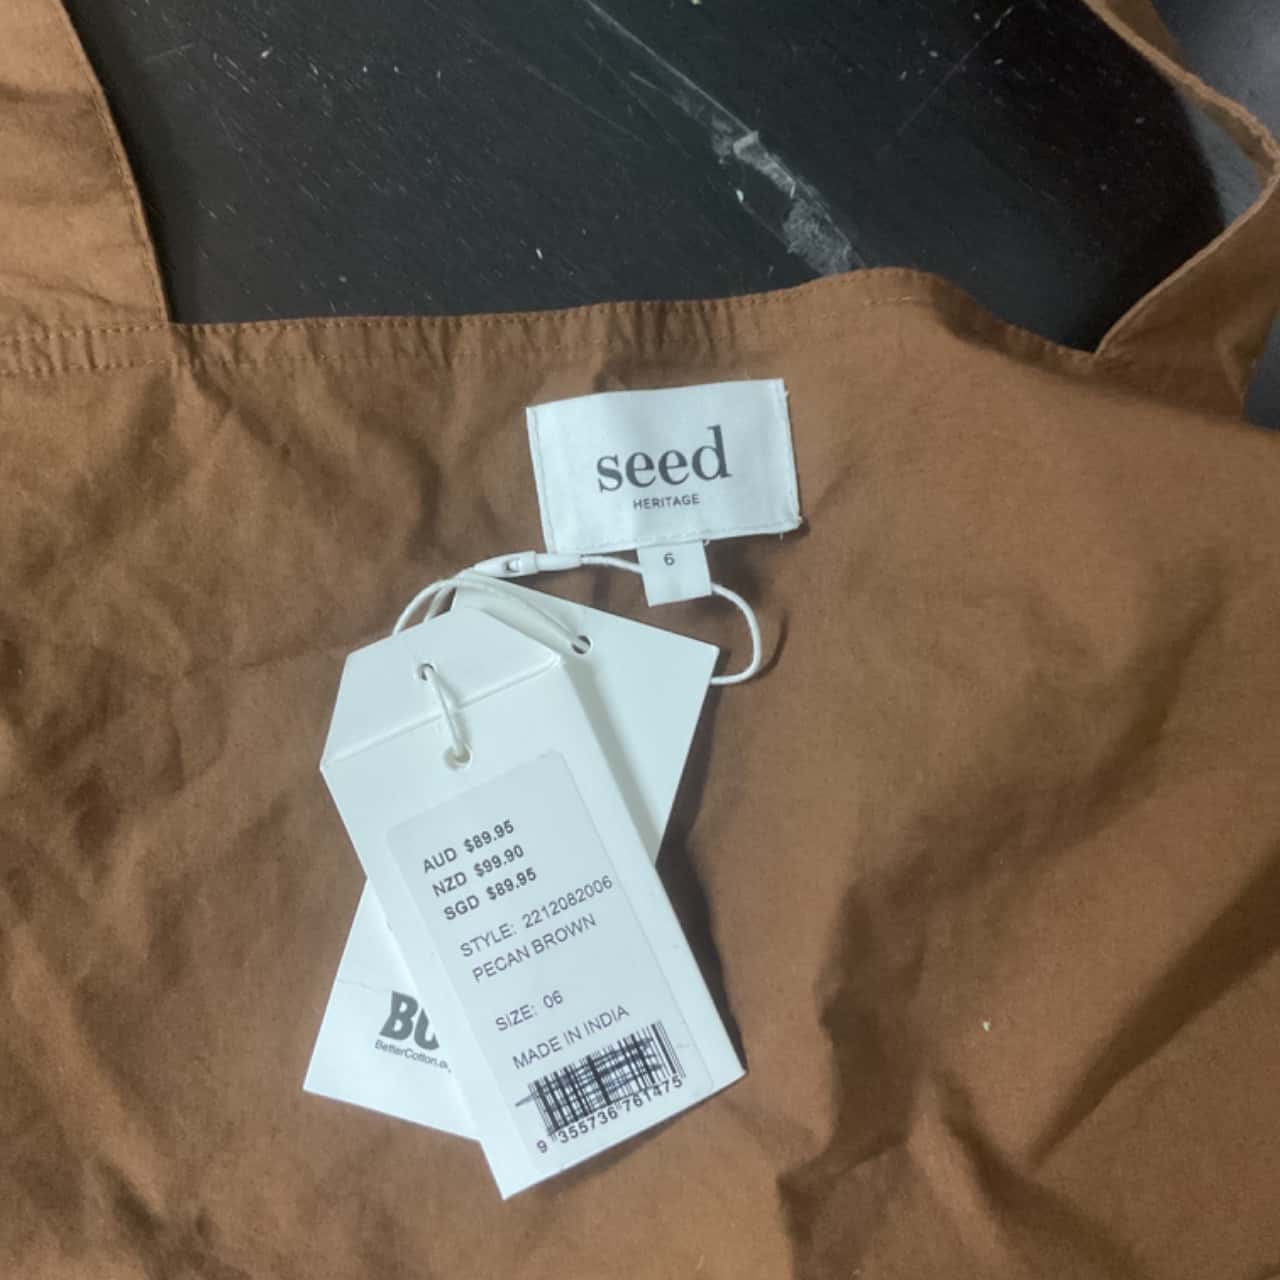 seed
HERITAGE
6
AUD $89.95
NZD $99.90
SGD $89.95
STYLE: 2212082006
PECAN BROWN
SIZE: 06
MADE IN INDIA
9 355736 761475
BetterCotton.o